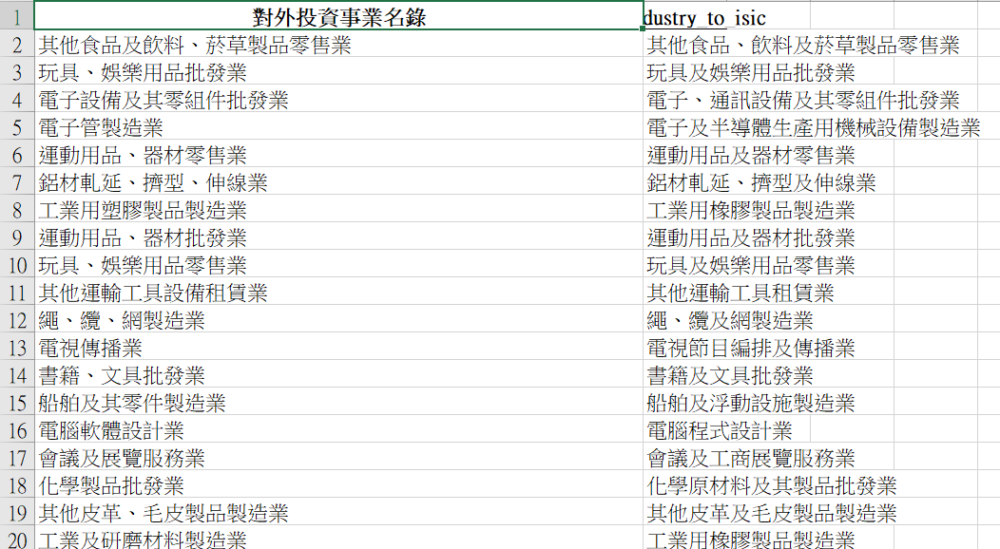 1 對外投資事業名錄 dustry_to_isic
2 其他食品及飲料、菸草製品零售業 其他食品、飲料及菸草製品零售業
3 玩具、娛樂用品批發業 玩具及娛樂用品批發業
4 電子設備及其零組件批發業 電子、通訊設備及其零組件批發業
5 電子管製造業 電子及半導體生產用機械設備製造業
6 運動用品、器材零售業 運動用品及器材零售業
7 鋁材軋延、擠型、伸線業 鋁材軋延、擠型及伸線業
8 工業用塑膠製品製造業 工業用橡膠製品製造業
9 運動用品、器材批發業 運動用品及器材批發業
10 玩具、娛樂用品零售業 玩具及娛樂用品零售業
11 其他運輸工具設備租賃業 其他運輸工具租賃業
12 繩、纜、網製造業 繩、纜及網製造業
13 電視傳播業 電視節目編排及傳播業
14 書籍、文具批發業 書籍及文具批發業
15 船舶及其零件製造業 船舶及浮動設施製造業
16 電腦軟體設計業 電腦程式設計業
17 會議及展覽服務業 會議及工商展覽服務業
18 化學製品批發業 化學原材料及其製品批發業
19 其他皮革、毛皮製品製造業 其他皮革及毛皮製品製造業
20 工業及研磨材料製造業 工業用橡膠製品製造業